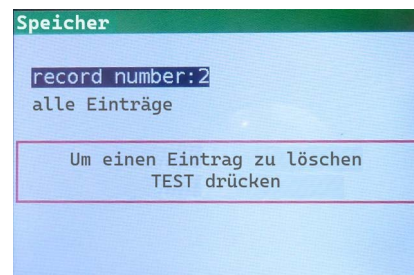 Speicher
record number:2
alle Einträge
Um einen Eintrag zu löschen
TEST drücken